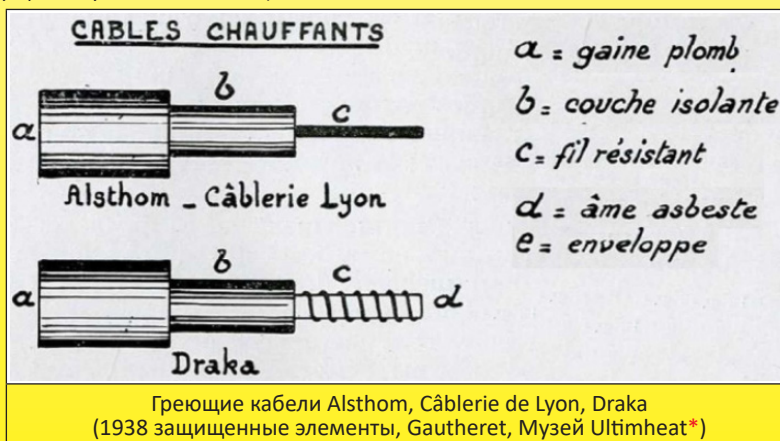 CABLES CHAUFFANTS
a b c
Alsthom - Câblerie Lyon
a b c d
Draka
a = gaine plomb
b = couche isolante
c = fil résistant
d = âme asbeste
e = enveloppe
Греющие кабели Alsthom, Câblerie de Lyon, Draka
(1938 защищенные элементы, Gautheret, Музей Ultimheat*)